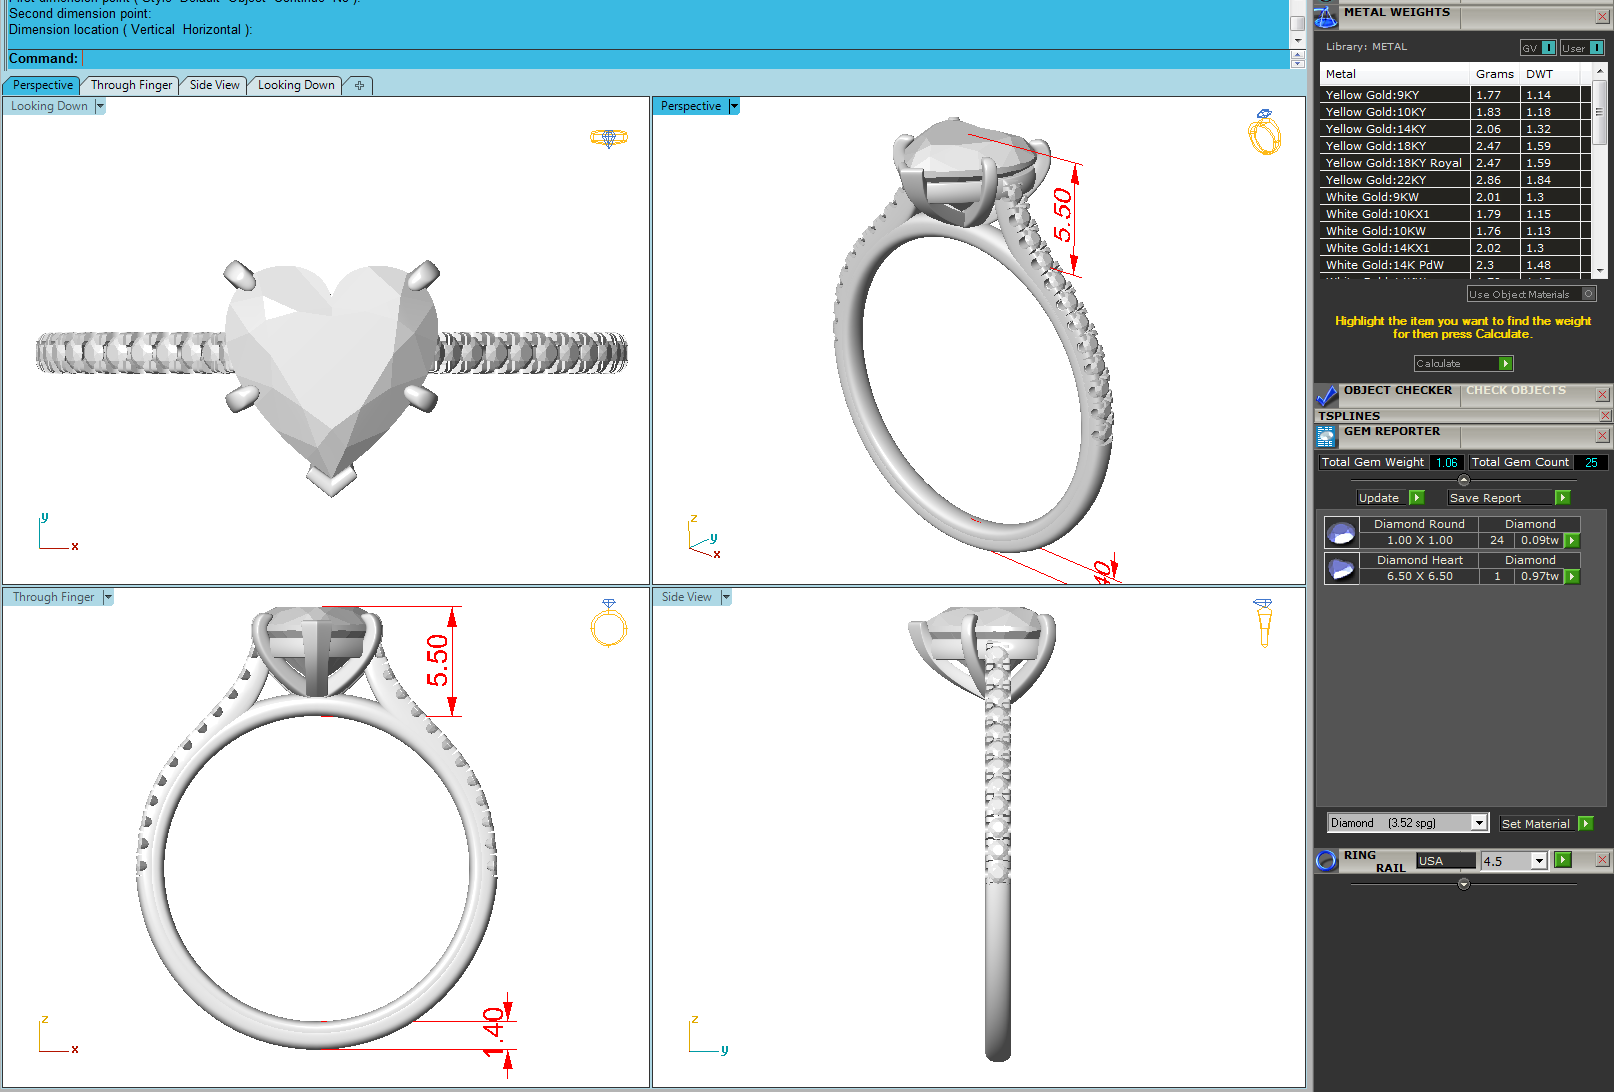 First dimension point ( Style Default Object Continue No ):
Second dimension point:
Dimension location ( Vertical Horizontal ):
Command:
Perspective
Through Finger
Side View
Looking Down
Looking Down
y
x
Perspective
5.50
z
y
x
Through Finger
5.50
1.40
z
x
Side View
z
y
METAL WEIGHTS
Library: METAL
GV
User
Metal Grams DWT
Yellow Gold:9KY 1.77 1.14
Yellow Gold:10KY 1.83 1.18
Yellow Gold:14KY 2.06 1.32
Yellow Gold:18KY 2.47 1.59
Yellow Gold:18KY Royal 2.47 1.59
Yellow Gold:22KY 2.86 1.84
White Gold:9KW 2.01 1.3
White Gold:10KX1 1.79 1.15
White Gold:10KW 1.76 1.13
White Gold:14KX1 2.02 1.3
White Gold:14K PdW 2.3 1.48
Use Object Materials
Highlight the item you want to find the weight
for then press Calculate.
Calculate
OBJECT CHECKER CHECK OBJECTS
TSPLINES
GEM REPORTER
Total Gem Weight 1.06 Total Gem Count 25
Update Save Report
Diamond Round Diamond
1.00 X 1.00 24 0.09tw
Diamond Heart Diamond
6.50 X 6.50 1 0.97tw
Diamond (3.52 spg) Set Material
RING RAIL USA 4.5